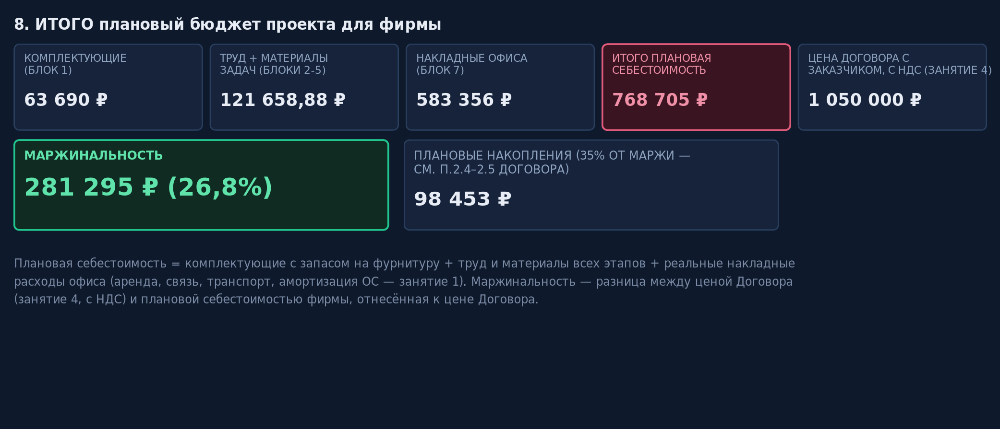 8. ИТОГО плановый бюджет проекта для фирмы
КОМПЛЕКТУЮЩИЕ
(БЛОК 1)
63 690 ₽
ТРУД + МАТЕРИАЛЫ
ЗАДАЧ (БЛОКИ 2-5)
121 658,88 ₽
НАКЛАДНЫЕ ОФИСА
(БЛОК 7)
583 356 ₽
ИТОГО ПЛАНОВАЯ
СЕБЕСТОИМОСТЬ
768 705 ₽
ЦЕНА ДОГОВОРА С
ЗАКАЗЧИКОМ, С НДС (ЗАНЯТИЕ 4)
1 050 000 ₽
МАРЖИНАЛЬНОСТЬ
281 295 ₽ (26,8%)
ПЛАНОВЫЕ НАКОПЛЕНИЯ (35% ОТ МАРЖИ —
СМ. П.2.4–2.5 ДОГОВОРА)
98 453 ₽
Плановая себестоимость = комплектующие с запасом на фурнитуру + труд и материалы всех этапов + реальные накладные
расходы офиса (аренда, связь, транспорт, амортизация ОС — занятие 1). Маржинальность — разница между ценой Договора
(занятие 4, с НДС) и плановой себестоимостью фирмы, отнесённая к цене Договора.